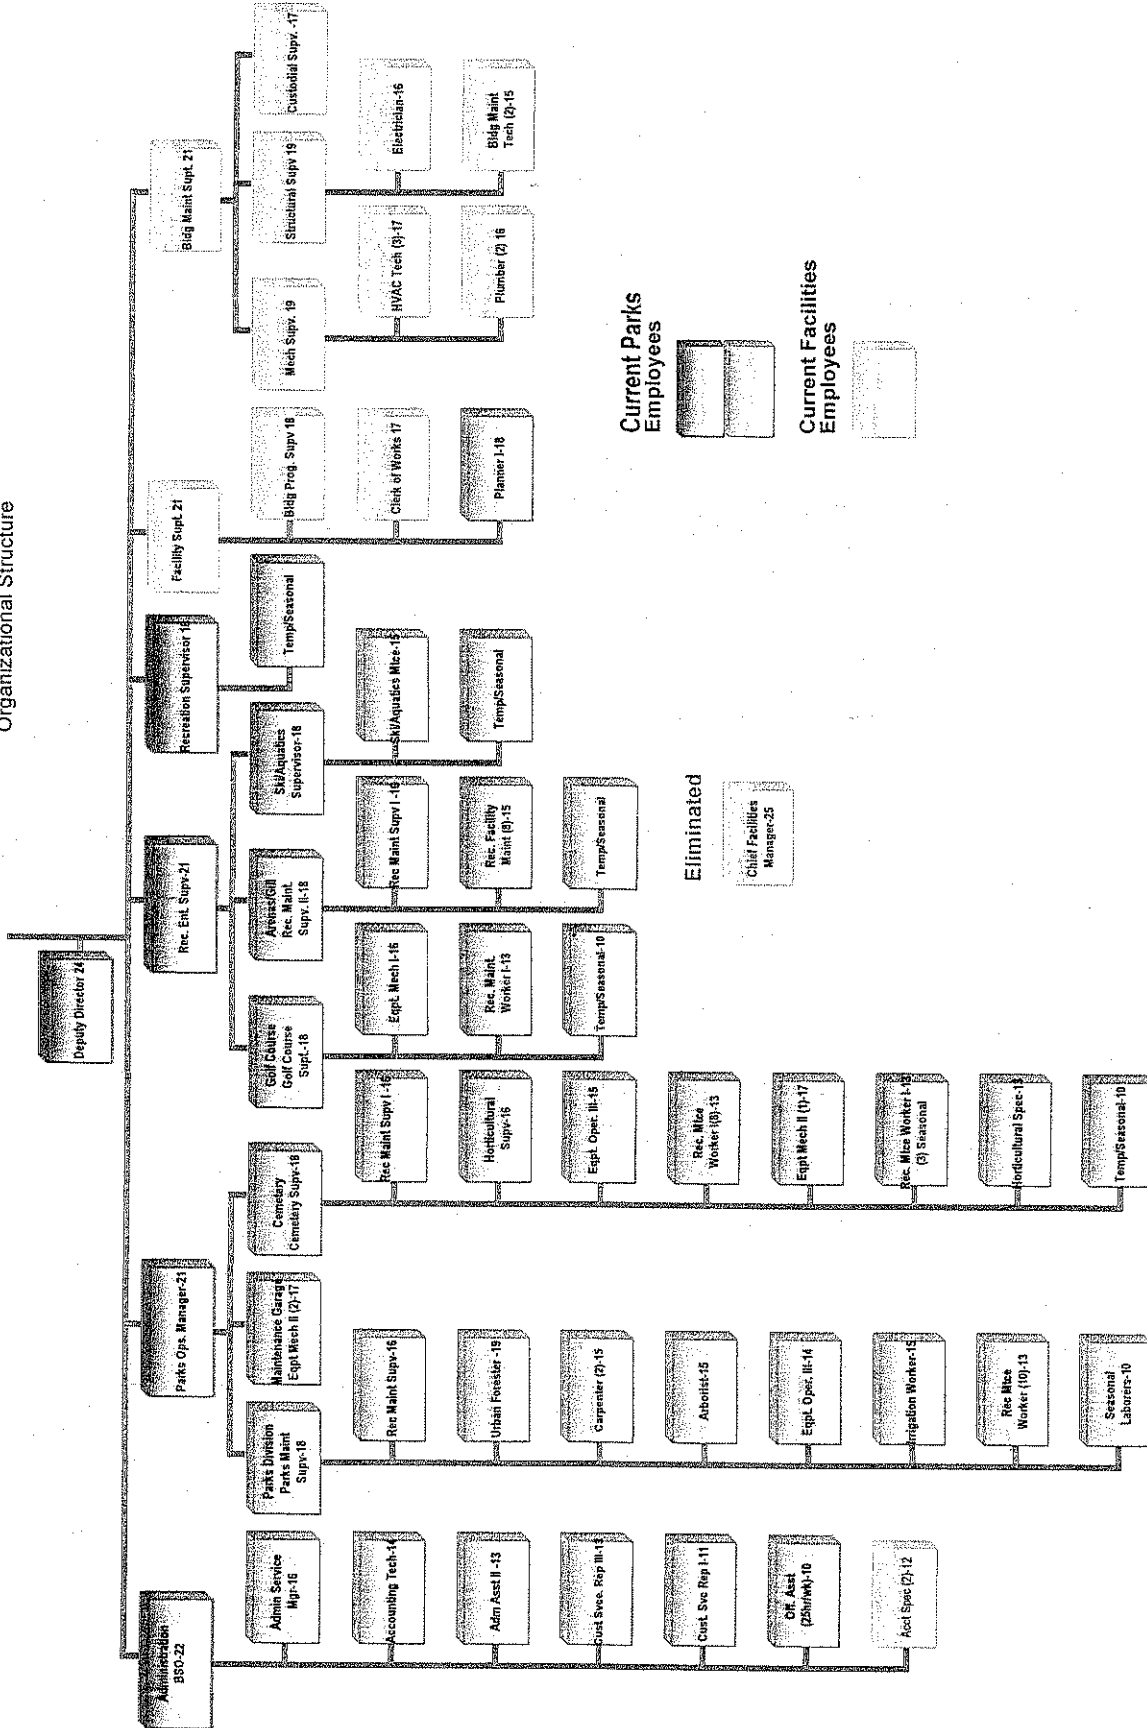 Organizational Structure
Deputy Director 24
Administration
BSO-22
Admin Service
Mgr-16
Accounting Tech-14
Adm Asst II -13
Cust Svce. Rep III-13
Cust. Svc Rep I-11
Off. Asst
(25hr/wk)-10
Acct Spec (2)-12
Parks Ops. Manager-21
Parks Division
Parks Maint
Supv-18
Rec Maint Supv-16
Urban Forester -19
Carpenter (2)-15
Arborist-15
Eqpt. Oper. III-14
Irrigation Worker-15
Rec Mtce
Worker (10)-13
Seasonal
Laborers-10
Maintenance Garage
Eqpt Mech II (2)-17
Cemetery
Cemetery Supv-18
Rec Maint Supv I -16
Horticultural
Supv-16
Eqpt. Oper. III-15
Rec. Mtce
Worker I(8)-13
Eqpt Mech II (1)-17
Rec. Mtce Worker I-13
(3) Seasonal
Horticultural Spec-13
Temp/Seasonal-10
Rec. Ent. Supv-21
Golf Course
Golf Course
Supt.-18
Eqpt. Mech I-16
Rec. Maint.
Worker I-13
Temp/Seasonal-10
Arenas/Gill
Rec. Maint.
Supv. II-18
Rec Maint Supv I -16
Rec. Facility
Maint (8)-15
Temp/Seasonal
Ski/Aquatics
Supervisor-18
Ski/Aquatics Mtce-15
Temp/Seasonal
Recreation Supervisor 18
Temp/Seasonal
Facility Supt. 21
Bldg Prog. Supv 18
Clerk of Works 17
Planner I-18
Bldg Maint Supt. 21
Mech Supv. 19
HVAC Tech (3)-17
Plumber (2) 16
Structural Supv 19
Electrician-16
Bldg Maint
Tech (2)-15
Custodial Supv. -17
Eliminated
Chief Facilities
Manager-25
Current Parks
Employees
Current Facilities
Employees